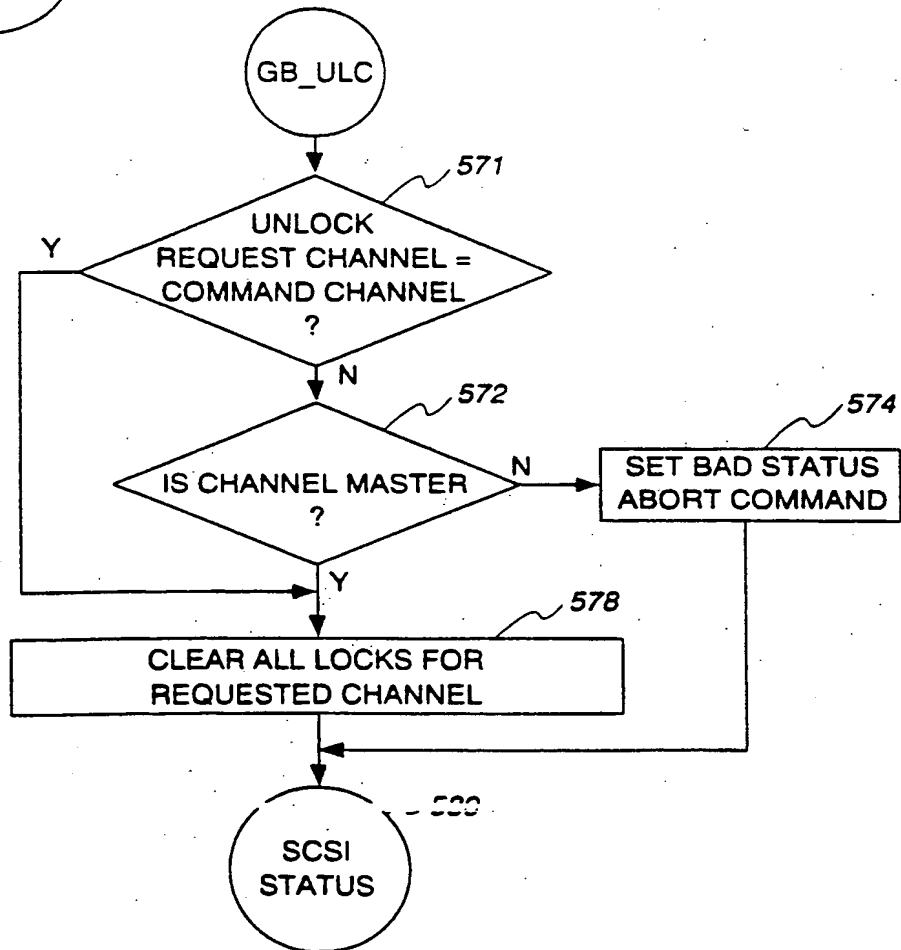 GB_ULC
571
UNLOCK
REQUEST CHANNEL =
COMMAND CHANNEL
?
Y
N
572
IS CHANNEL MASTER
?
N
574
SET BAD STATUS
ABORT COMMAND
Y
578
CLEAR ALL LOCKS FOR
REQUESTED CHANNEL
SCSI
STATUS